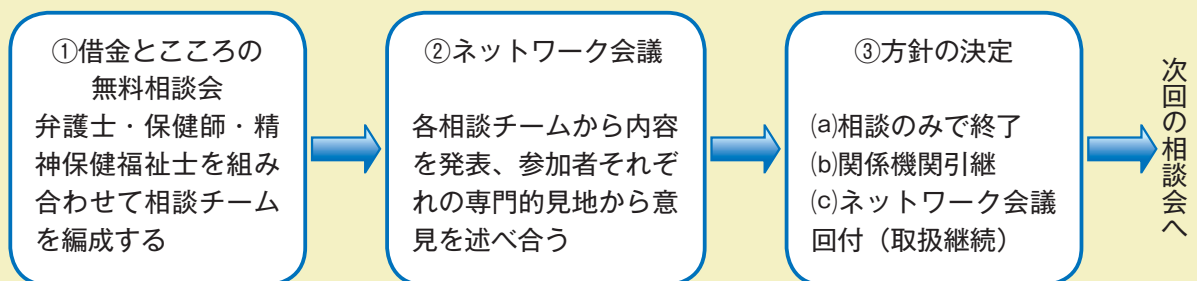 ①借金とこころの
無料相談会
弁護士・保健師・精
神保健福祉士を組み
合わせて相談チーム
を編成する
②ネットワーク会議
各相談チームから内容
を発表、参加者それぞ
れの専門的見地から意
見を述べ合う
③方針の決定
⒜相談のみで終了
⒝関係機関引継
⒞ネットワーク会議
回付（取扱継続）
次回の相談会へ